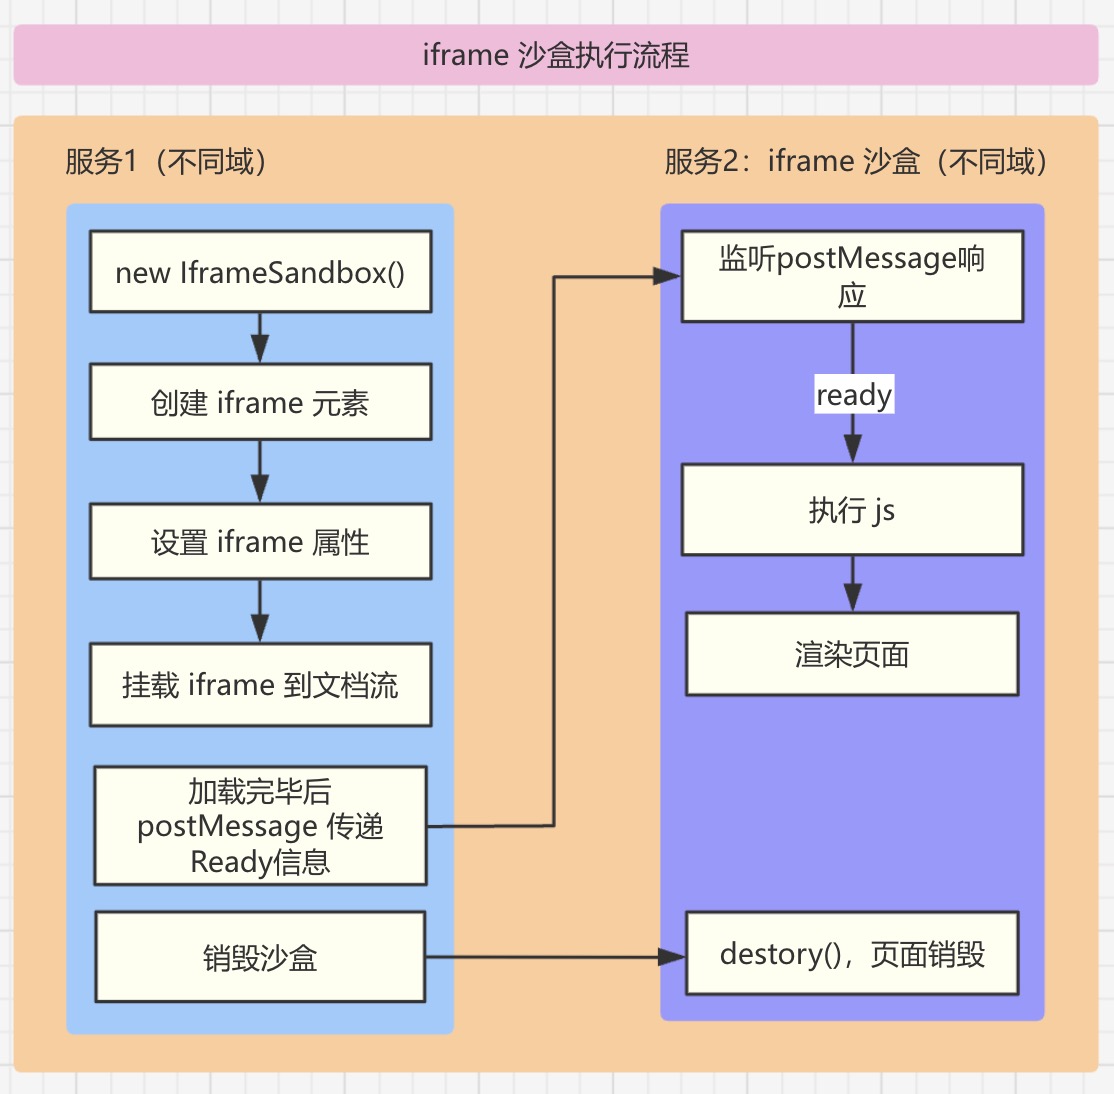 iframe 沙盒执行流程
服务1（不同域）
new IframeSandbox()
创建 iframe 元素
设置 iframe 属性
挂载 iframe 到文档流
加载完毕后
postMessage 传递
Ready信息
销毁沙盒
服务2：iframe 沙盒（不同域）
监听postMessage响
应
ready
执行 js
渲染页面
destory()，页面销毁